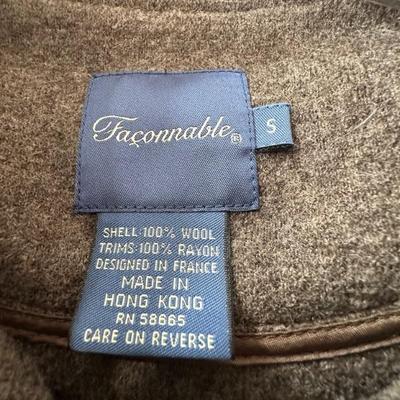 Façonnable®
S
SHELL:100% WOOL
TRIMS:100% RAYON
DESIGNED IN FRANCE
MADE IN
HONG KONG
RN 58665
CARE ON REVERSE